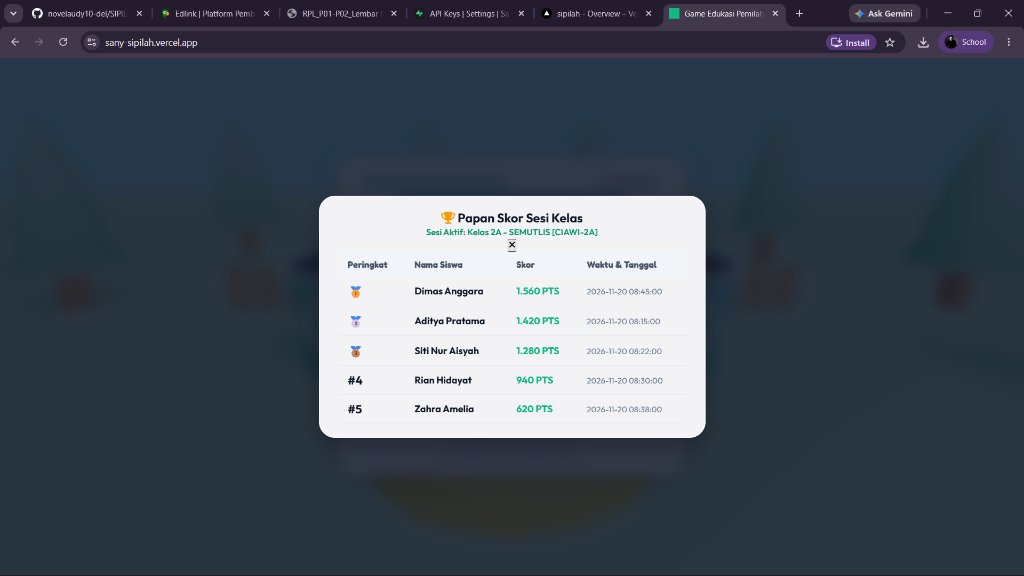 novelaudy10-del/SIPIL
Edlink | Platform Pemb
RPL_P01-P02_Lembar
API Keys | Settings | Sa
sipilah - Overview - Ve
Game Edukasi Pemilah
Ask Gemini
sany-sipilah.vercel.app
Install
School
🏆 Papan Skor Sesi Kelas
Sesi Aktif: Kelas 2A - SEMUTLIS [CIAWI-2A]
✕
Peringkat Nama Siswa Skor Waktu & Tanggal
🥇 Dimas Anggara 1.560 PTS 2026-11-20 08:45:00
🥈 Aditya Pratama 1.420 PTS 2026-11-20 08:15:00
🥉 Siti Nur Aisyah 1.280 PTS 2026-11-20 08:22:00
#4 Rian Hidayat 940 PTS 2026-11-20 08:30:00
#5 Zahra Amelia 620 PTS 2026-11-20 08:38:00